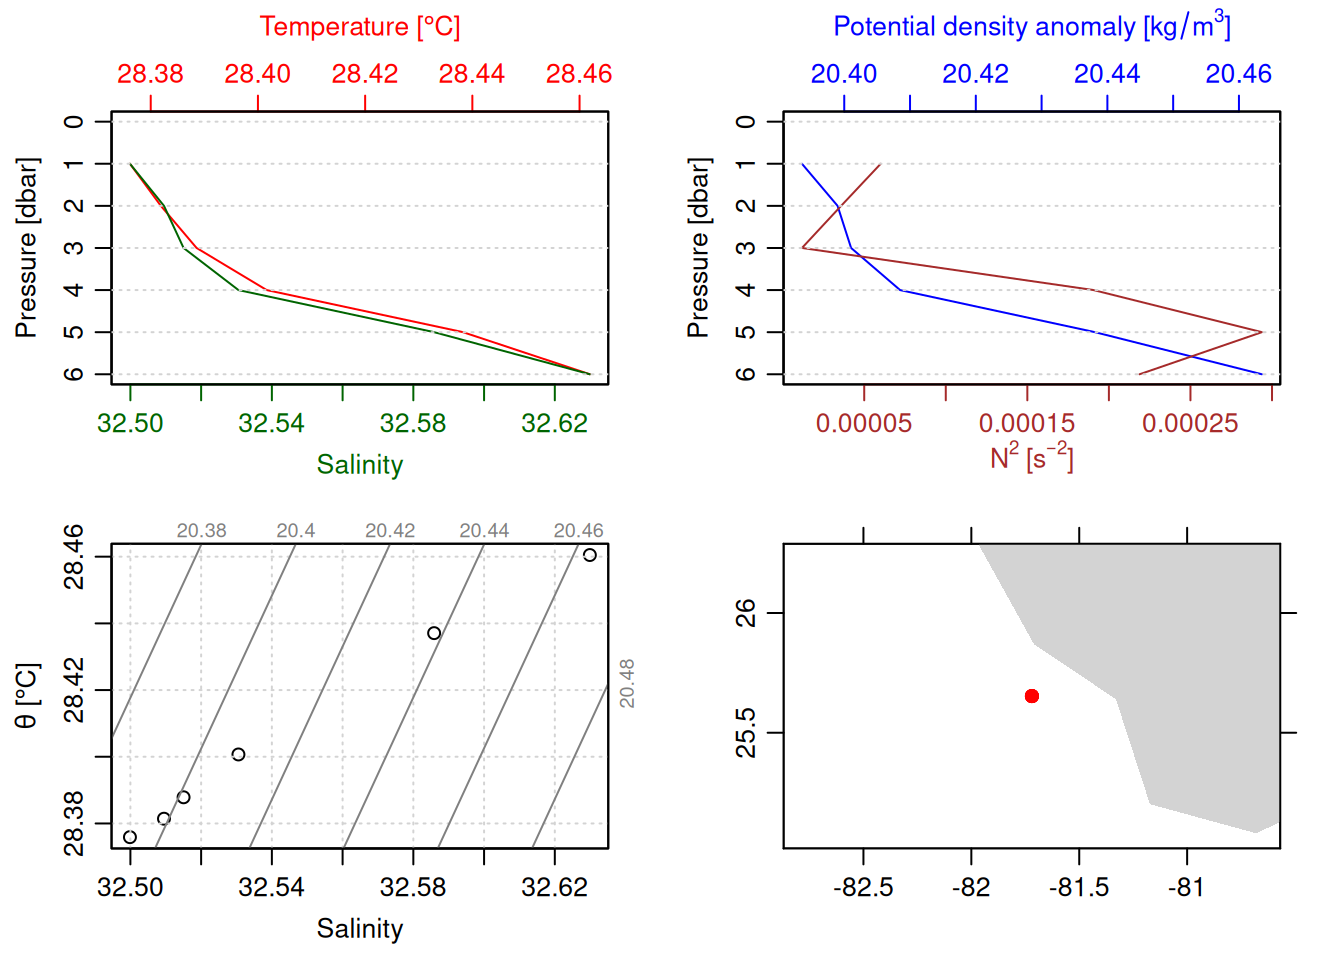 Temperature [°C]
28.38 28.40 28.42 28.44 28.46
Pressure [dbar]
0
1
2
3
4
5
6
32.50 32.54 32.58 32.62
Salinity
Potential density anomaly [kg/m³]
20.40 20.42 20.44 20.46
Pressure [dbar]
0
1
2
3
4
5
6
0.00005 0.00015 0.00025
N² [s⁻²]
20.38 20.4 20.42 20.44 20.46
20.48
θ [°C]
28.46
28.42
28.38
32.50 32.54 32.58 32.62
Salinity
26
25.5
-82.5 -82 -81.5 -81